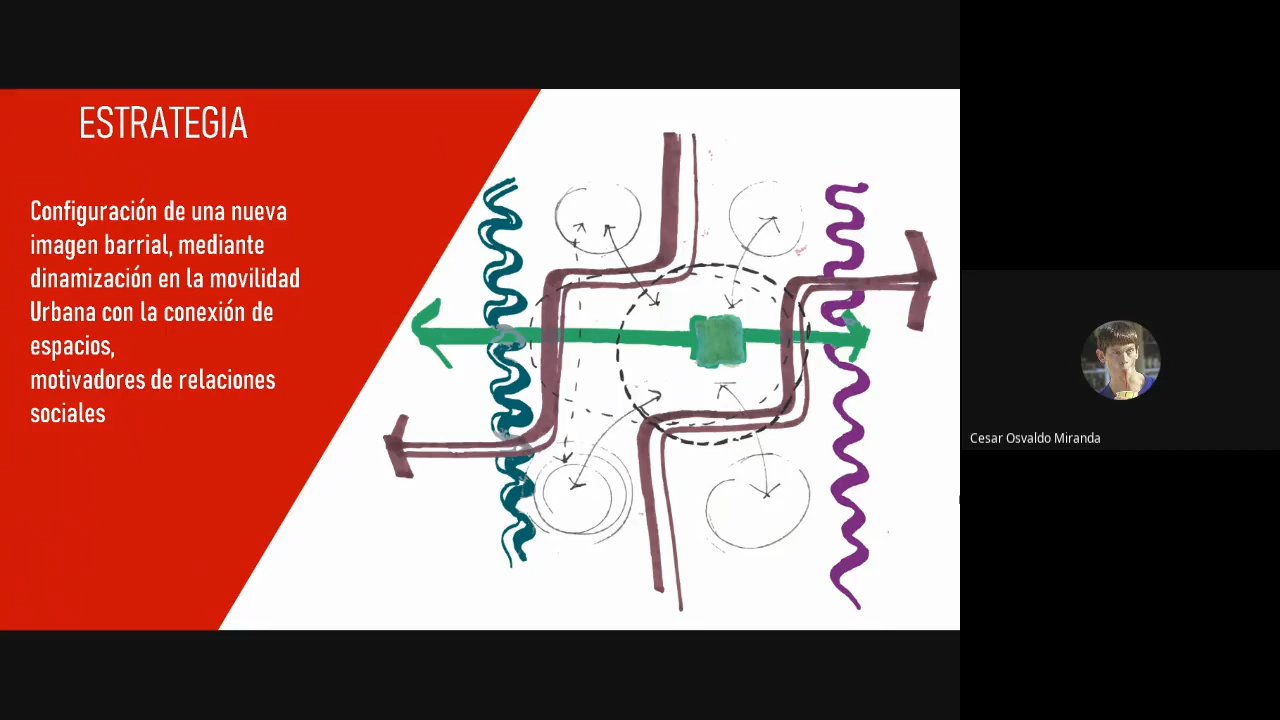 ESTRATEGIA
Configuración de una nueva
imagen barrial, mediante
dinamización en la movilidad
Urbana con la conexión de
espacios,
motivadores de relaciones
sociales
Cesar Osvaldo Miranda